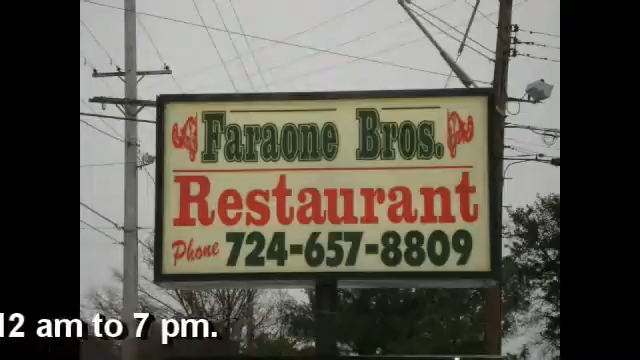 Faraone Bros.
Restaurant
Phone 724-657-8809
12 am to 7 pm.